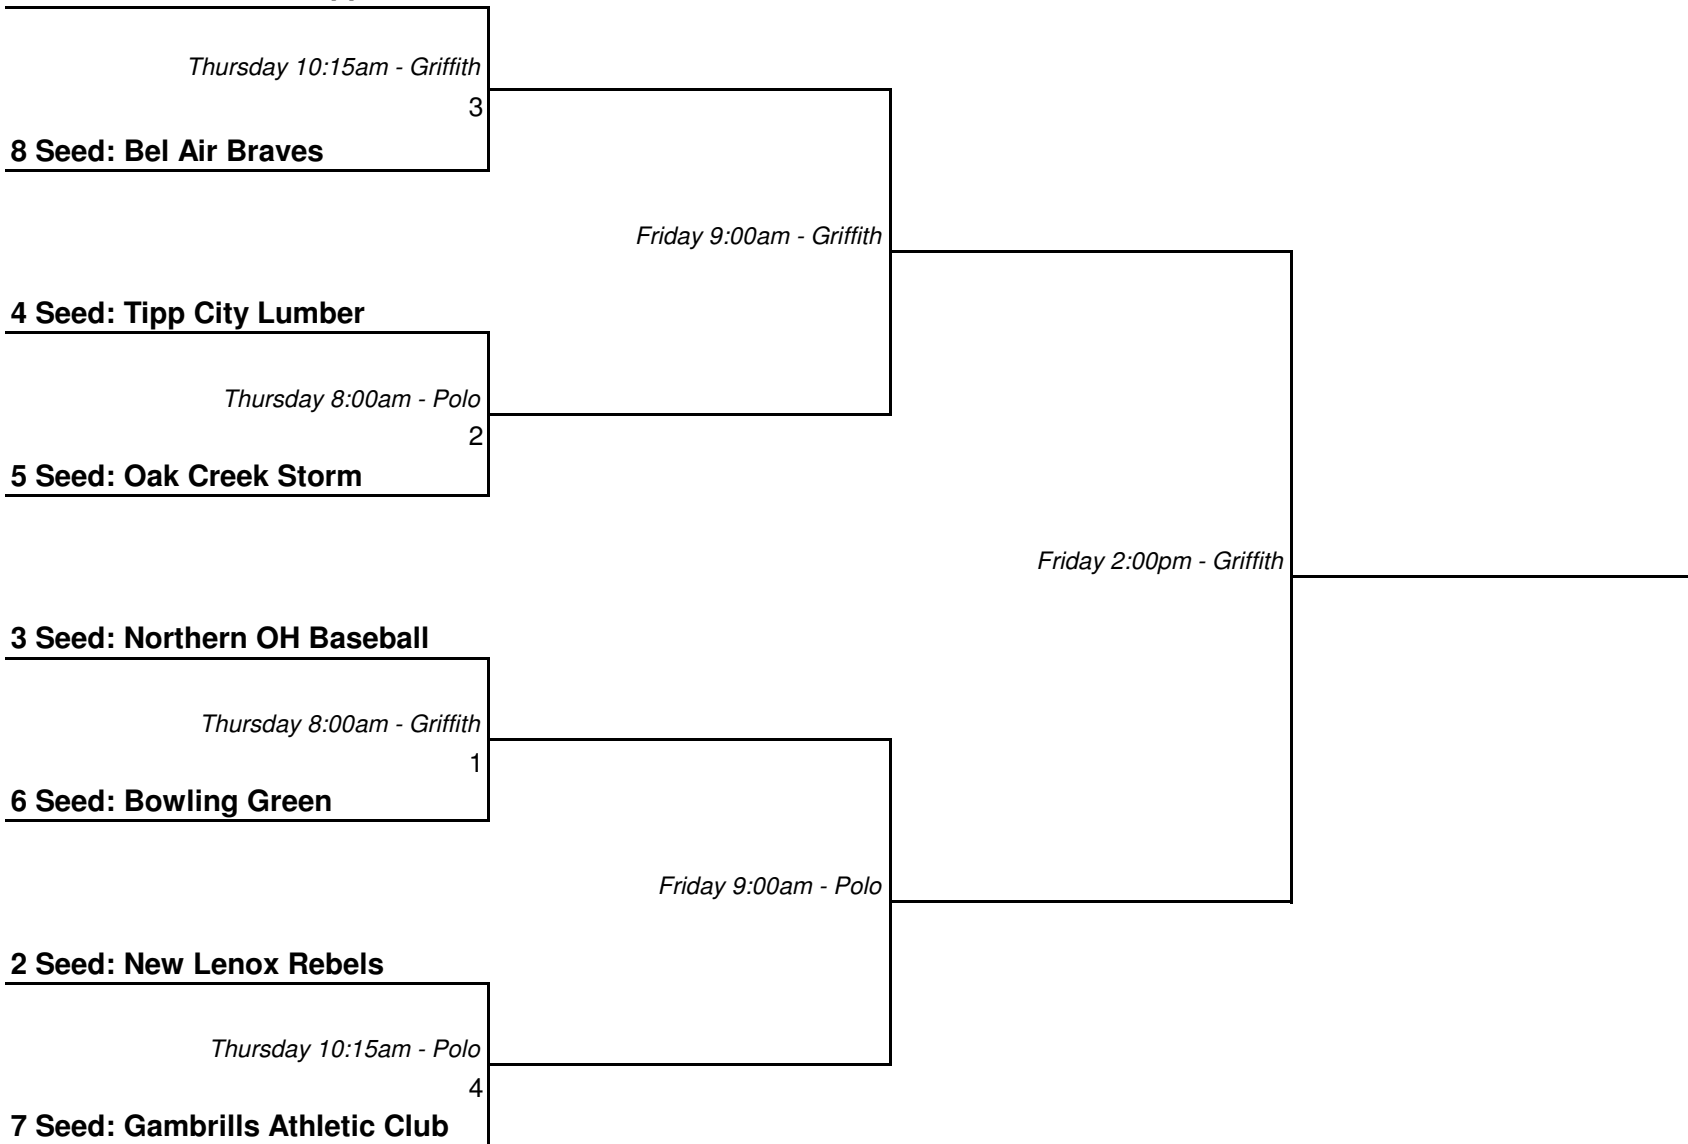 Thursday 10:15am - Griffith
3
8 Seed: Bel Air Braves
Friday 9:00am - Griffith
4 Seed: Tipp City Lumber
Thursday 8:00am - Polo
2
5 Seed: Oak Creek Storm
Friday 2:00pm - Griffith
3 Seed: Northern OH Baseball
Thursday 8:00am - Griffith
1
6 Seed: Bowling Green
Friday 9:00am - Polo
2 Seed: New Lenox Rebels
Thursday 10:15am - Polo
4
7 Seed: Gambrills Athletic Club